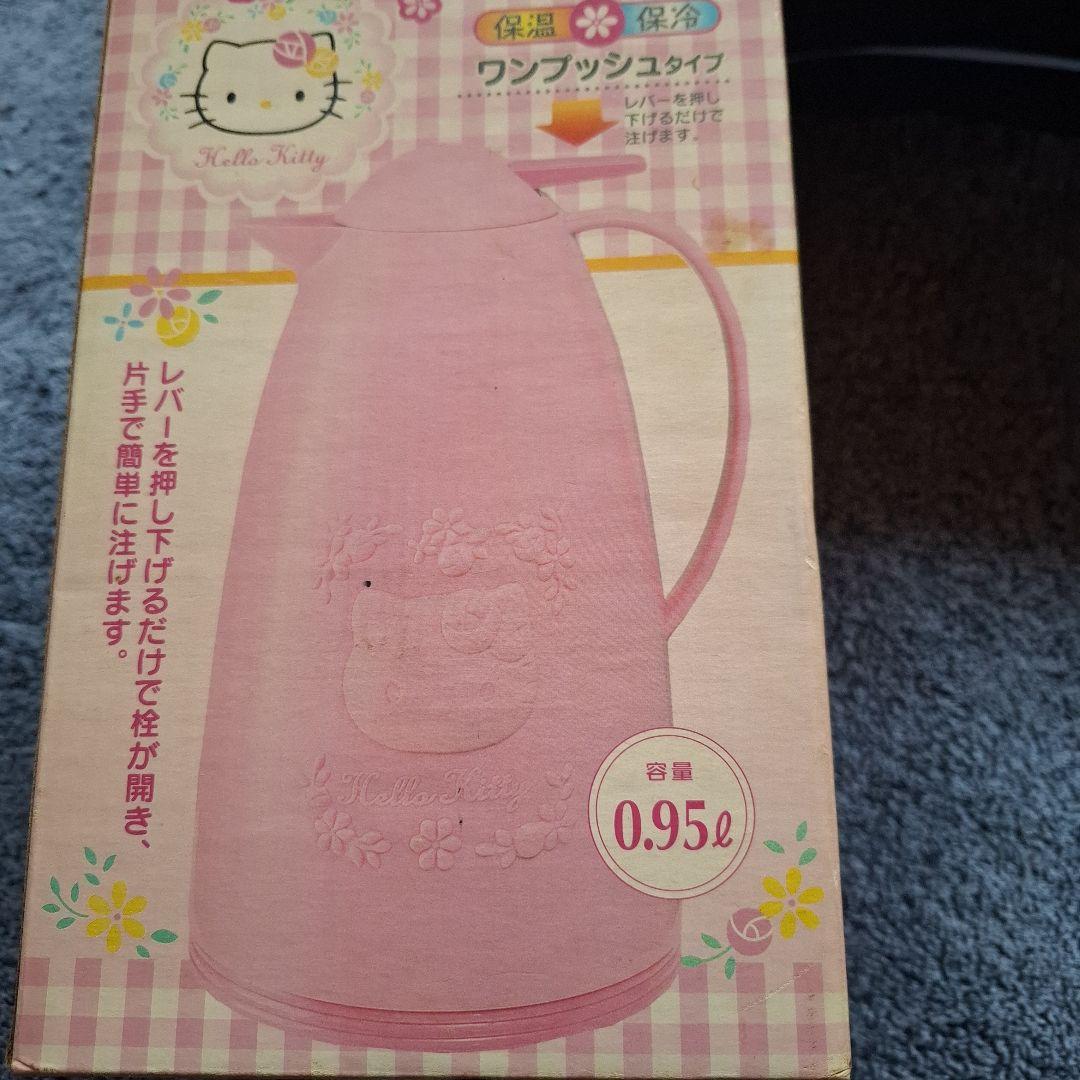 保温 保冷
ワンプッシュタイプ
レバーを押し
下げるだけで
注げます。
Hello Kitty
レバーを押し下げるだけで栓が開き、
片手で簡単に注げます。
Hello Kitty
容量
0.95ℓ